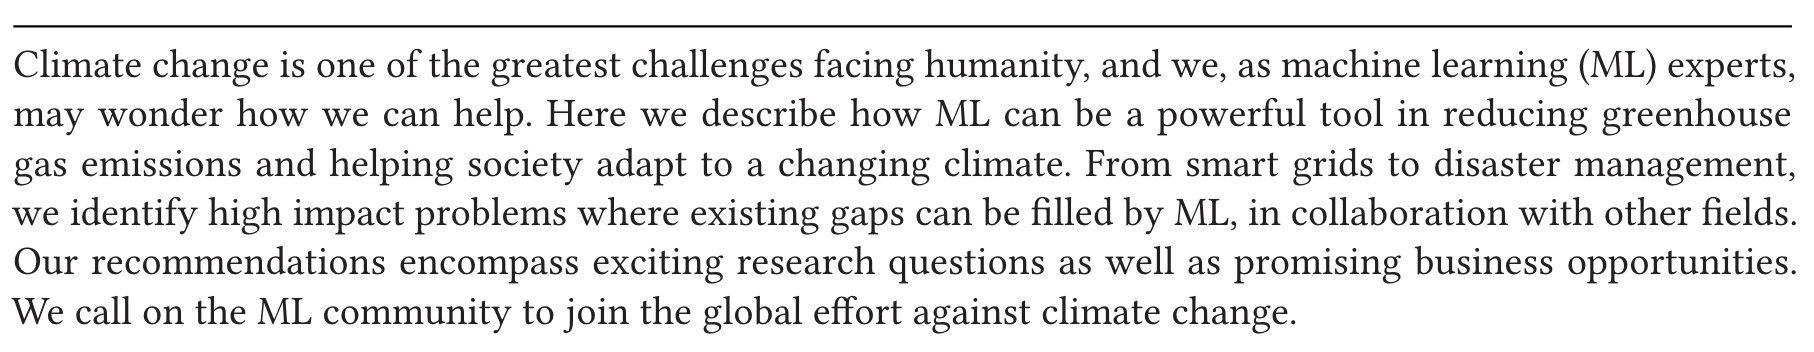 Climate change is one of the greatest challenges facing humanity, and we, as machine learning (ML) experts,
may wonder how we can help. Here we describe how ML can be a powerful tool in reducing greenhouse
gas emissions and helping society adapt to a changing climate. From smart grids to disaster management,
we identify high impact problems where existing gaps can be filled by ML, in collaboration with other fields.
Our recommendations encompass exciting research questions as well as promising business opportunities.
We call on the ML community to join the global effort against climate change.